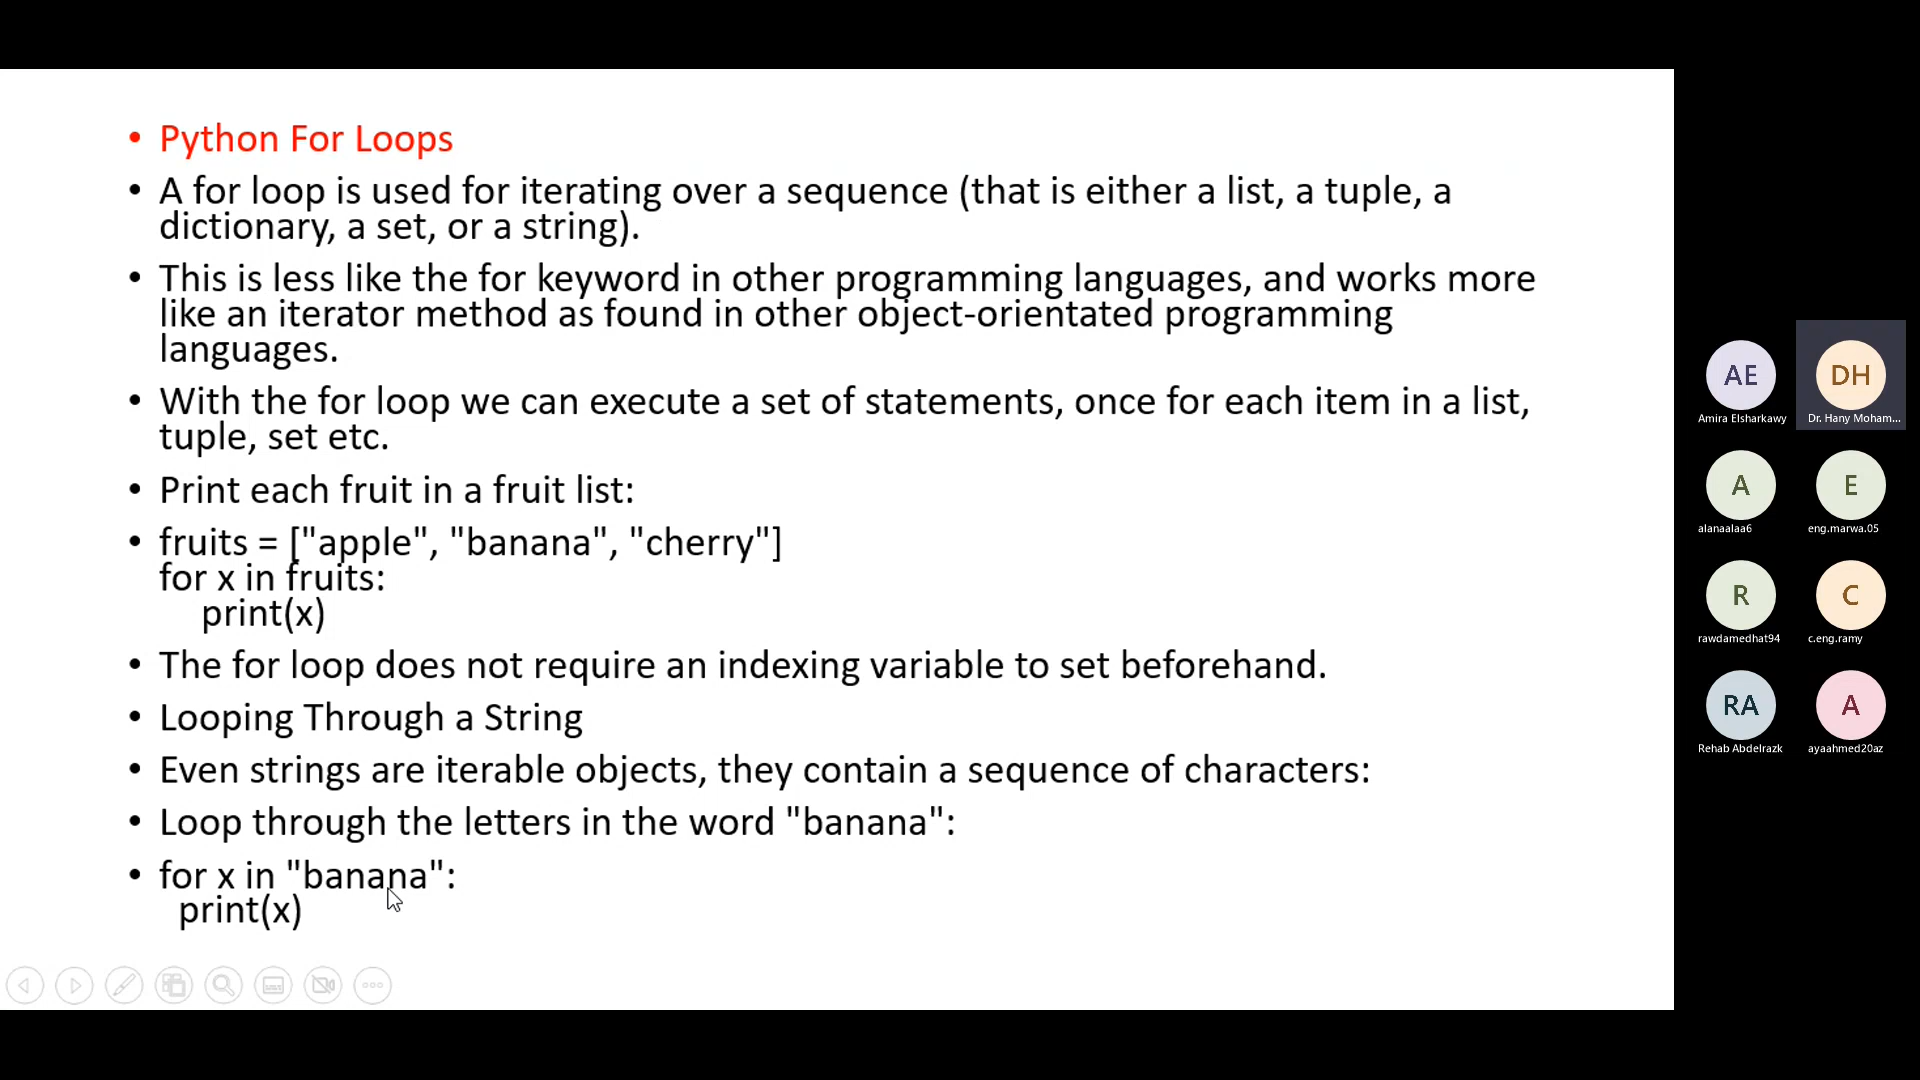 Python For Loops
A for loop is used for iterating over a sequence (that is either a list, a tuple, a
dictionary, a set, or a string).
This is less like the for keyword in other programming languages, and works more
like an iterator method as found in other object-orientated programming
languages.
With the for loop we can execute a set of statements, once for each item in a list,
tuple, set etc.
Print each fruit in a fruit list:
fruits = ["apple", "banana", "cherry"]
for x in fruits:
print(x)
The for loop does not require an indexing variable to set beforehand.
Looping Through a String
Even strings are iterable objects, they contain a sequence of characters:
Loop through the letters in the word "banana":
for x in "banana":
print(x)
AE
Amira Elsharkawy
DH
Dr. Hany Moham...
A
alanaalaa6
E
eng.marwa.05
R
rawdamedhat94
C
c.eng.ramy
RA
Rehab Abdelrazk
A
ayaahmed20az